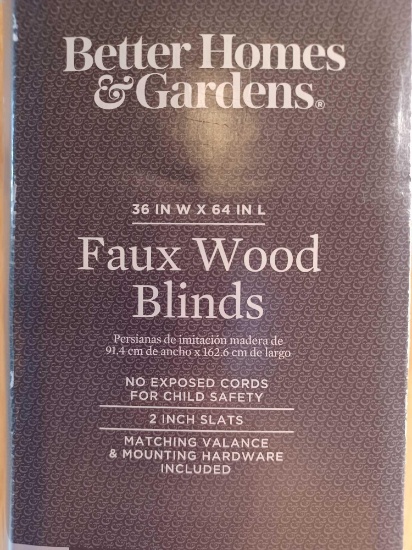 Better Homes
& Gardens®
36 IN W X 64 IN L
Faux Wood
Blinds
Persianas de imitación madera de
91.4 cm de ancho x 162.6 cm de largo
NO EXPOSED CORDS
FOR CHILD SAFETY
2 INCH SLATS
MATCHING VALANCE
& MOUNTING HARDWARE
INCLUDED